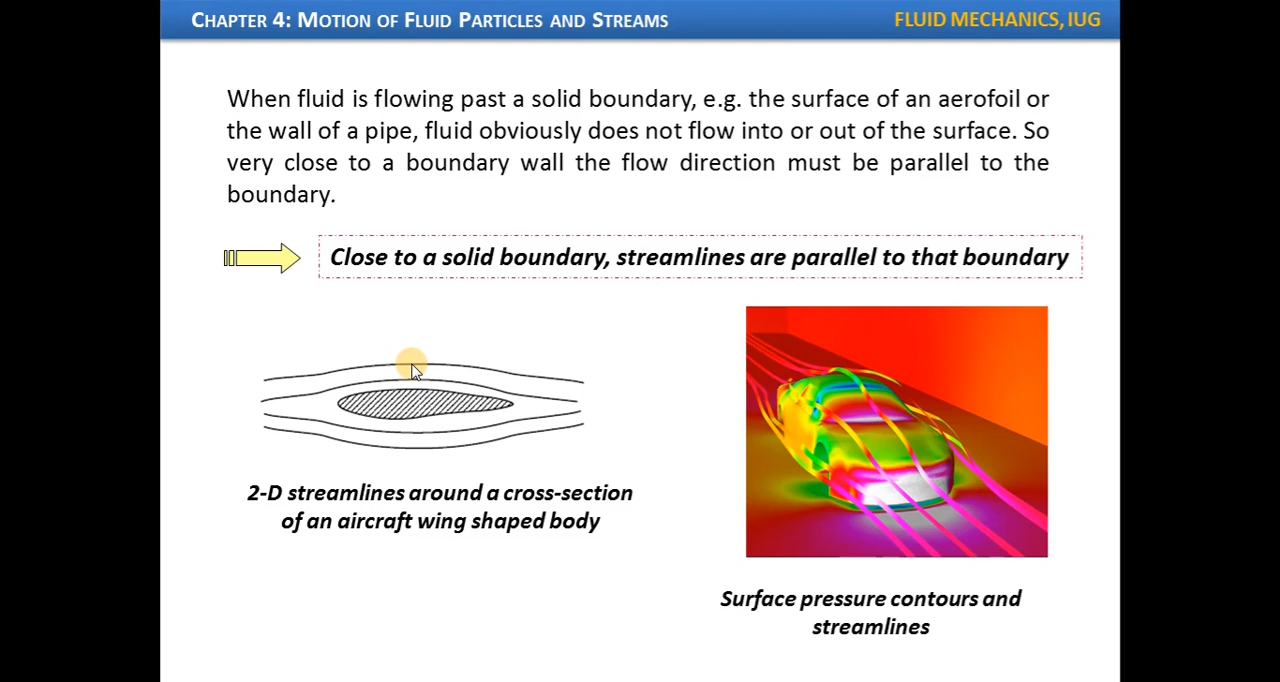 CHAPTER 4: MOTION OF FLUID PARTICLES AND STREAMS
FLUID MECHANICS, IUG
When fluid is flowing past a solid boundary, e.g. the surface of an aerofoil or
the wall of a pipe, fluid obviously does not flow into or out of the surface. So
very close to a boundary wall the flow direction must be parallel to the
boundary.
Close to a solid boundary, streamlines are parallel to that boundary
2-D streamlines around a cross-section
of an aircraft wing shaped body
Surface pressure contours and
streamlines